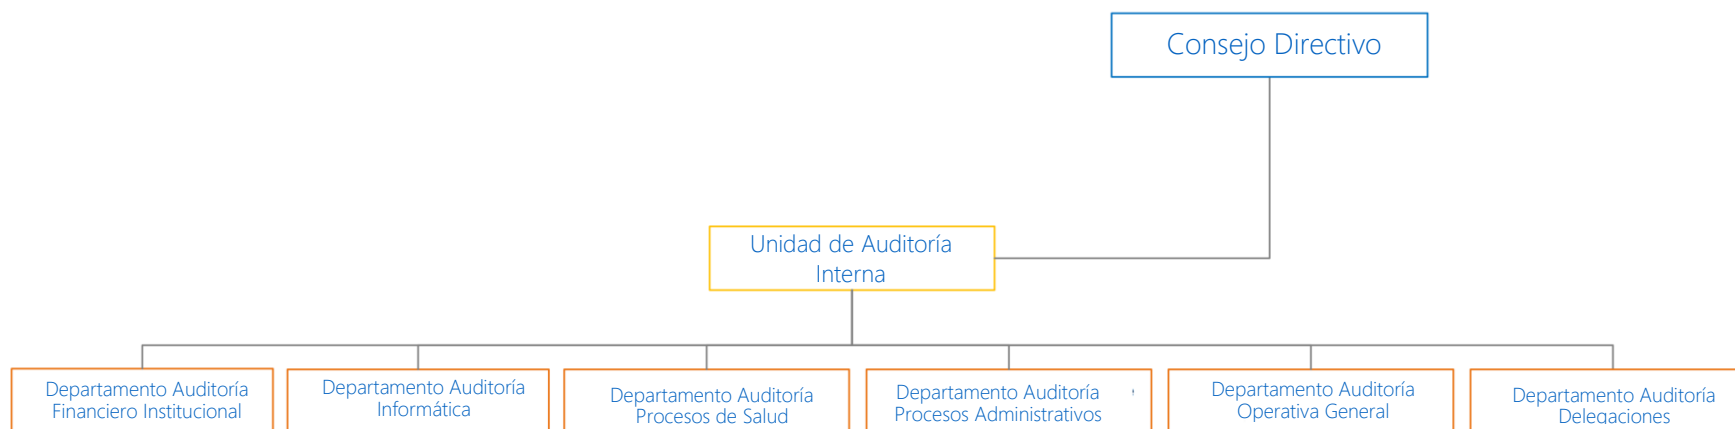 Consejo Directivo
Unidad de Auditoría
Interna
Departamento Auditoría
Financiero Institucional
Departamento Auditoría
Informática
Departamento Auditoría
Procesos de Salud
Departamento Auditoría
Procesos Administrativos
Departamento Auditoría
Operativa General
Departamento Auditoría
Delegaciones